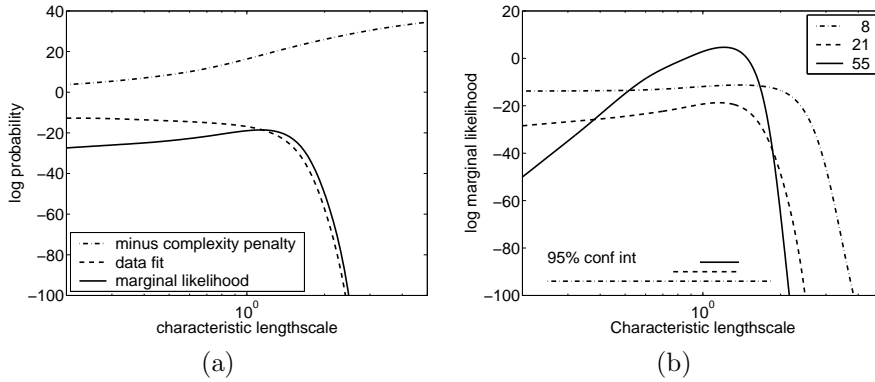 40
20
0
−20
−40
−60
−80
−100
log probability
minus complexity penalty
data fit
marginal likelihood
10^0
characteristic lengthscale
(a)
20
0
−20
−40
−60
−80
−100
log marginal likelihood
8
21
55
95% conf int
10^0
Characteristic lengthscale
(b)